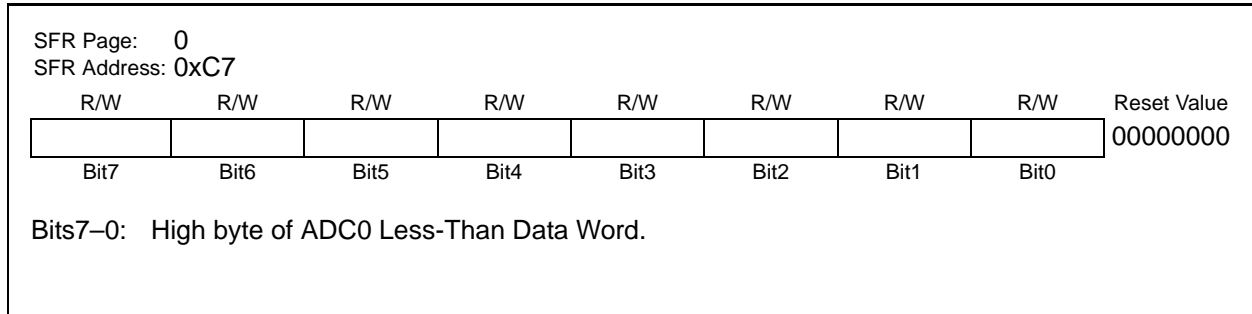 SFR Page: 0
SFR Address: 0xC7
R/W R/W R/W R/W R/W R/W R/W R/W Reset Value
00000000
Bit7 Bit6 Bit5 Bit4 Bit3 Bit2 Bit1 Bit0
Bits7–0: High byte of ADC0 Less-Than Data Word.